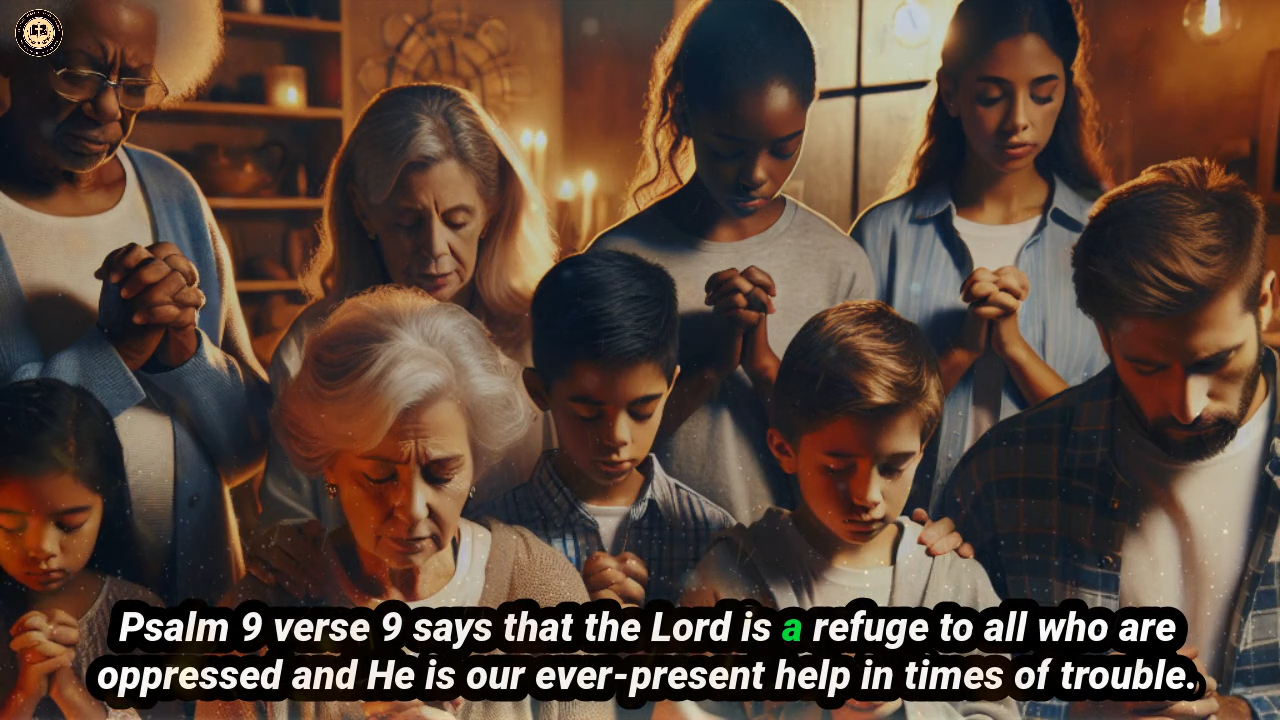 Psalm 9 verse 9 says that the Lord is a refuge to all who are
oppressed and He is our ever-present help in times of trouble.